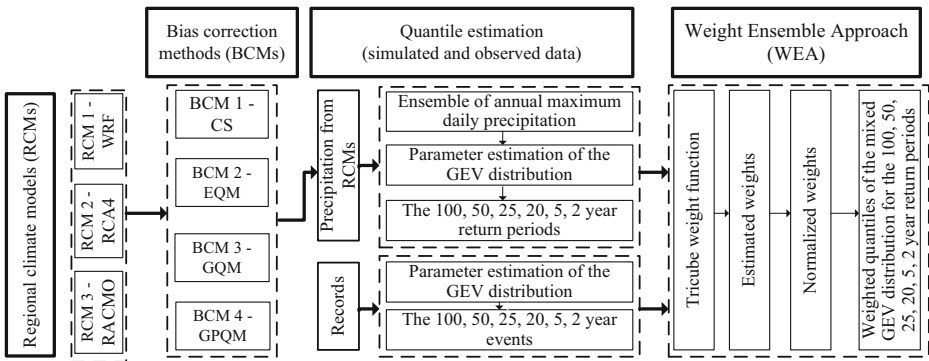 Bias correction
methods (BCMs)
Quantile estimation
(simulated and observed data)
Weight Ensemble Approach
(WEA)
Regional climate models (RCMs)
RCM 1 -
WRF
RCM 2 -
RCA4
RCM 3 -
RACMO
BCM 1 -
CS
BCM 2 -
EQM
BCM 3 -
GQM
BCM 4 -
GPQM
Precipitation from
RCMs
Ensemble of annual maximum
daily precipitation
Parameter estimation of the
GEV distribution
The 100, 50, 25, 20, 5, 2 year
return periods
Records
Parameter estimation of the
GEV distribution
The 100, 50, 25, 20, 5, 2 year
events
Tricube weight function
Estimated weights
Normalized weights
Weighted quantiles of the mixed
GEV distribution for the 100, 50,
25, 20, 5, 2 year return periods